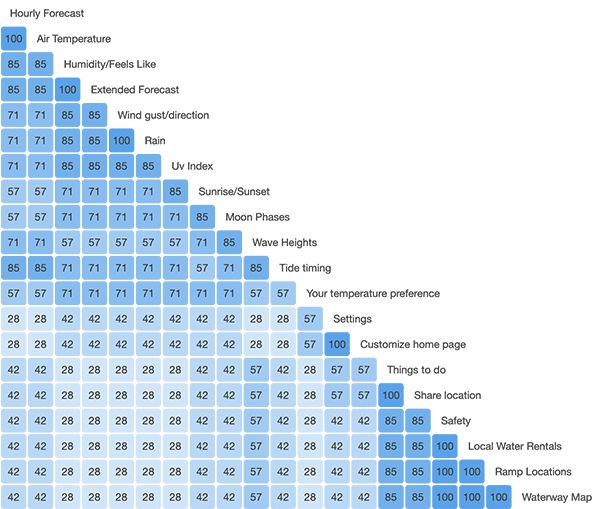 Hourly Forecast
100 Air Temperature
85 85 Humidity/Feels Like
85 85 100 Extended Forecast
71 71 85 85 Wind gust/direction
71 71 85 85 100 Rain
71 71 85 85 85 85 Uv Index
57 57 71 71 71 71 85 Sunrise/Sunset
57 57 71 71 71 71 71 85 Moon Phases
71 71 57 57 57 57 57 71 85 Wave Heights
85 85 71 71 71 71 71 57 71 85 Tide timing
57 57 71 71 71 71 71 71 71 57 57 Your temperature preference
28 28 42 42 42 42 42 42 42 28 28 57 Settings
28 28 42 42 42 42 42 42 42 28 28 57 100 Customize home page
42 42 28 28 28 28 28 42 42 57 42 28 57 57 Things to do
42 42 28 28 28 28 28 42 42 57 42 28 57 57 100 Share location
42 42 28 28 28 28 28 42 42 57 42 28 42 42 85 85 Safety
42 42 28 28 28 28 28 42 42 57 42 28 42 42 85 85 100 Local Water Rentals
42 42 28 28 28 28 28 42 42 57 42 28 42 42 85 85 100 100 Ramp Locations
42 42 28 28 28 28 28 42 42 57 42 28 42 42 85 85 100 100 100 Waterway Map